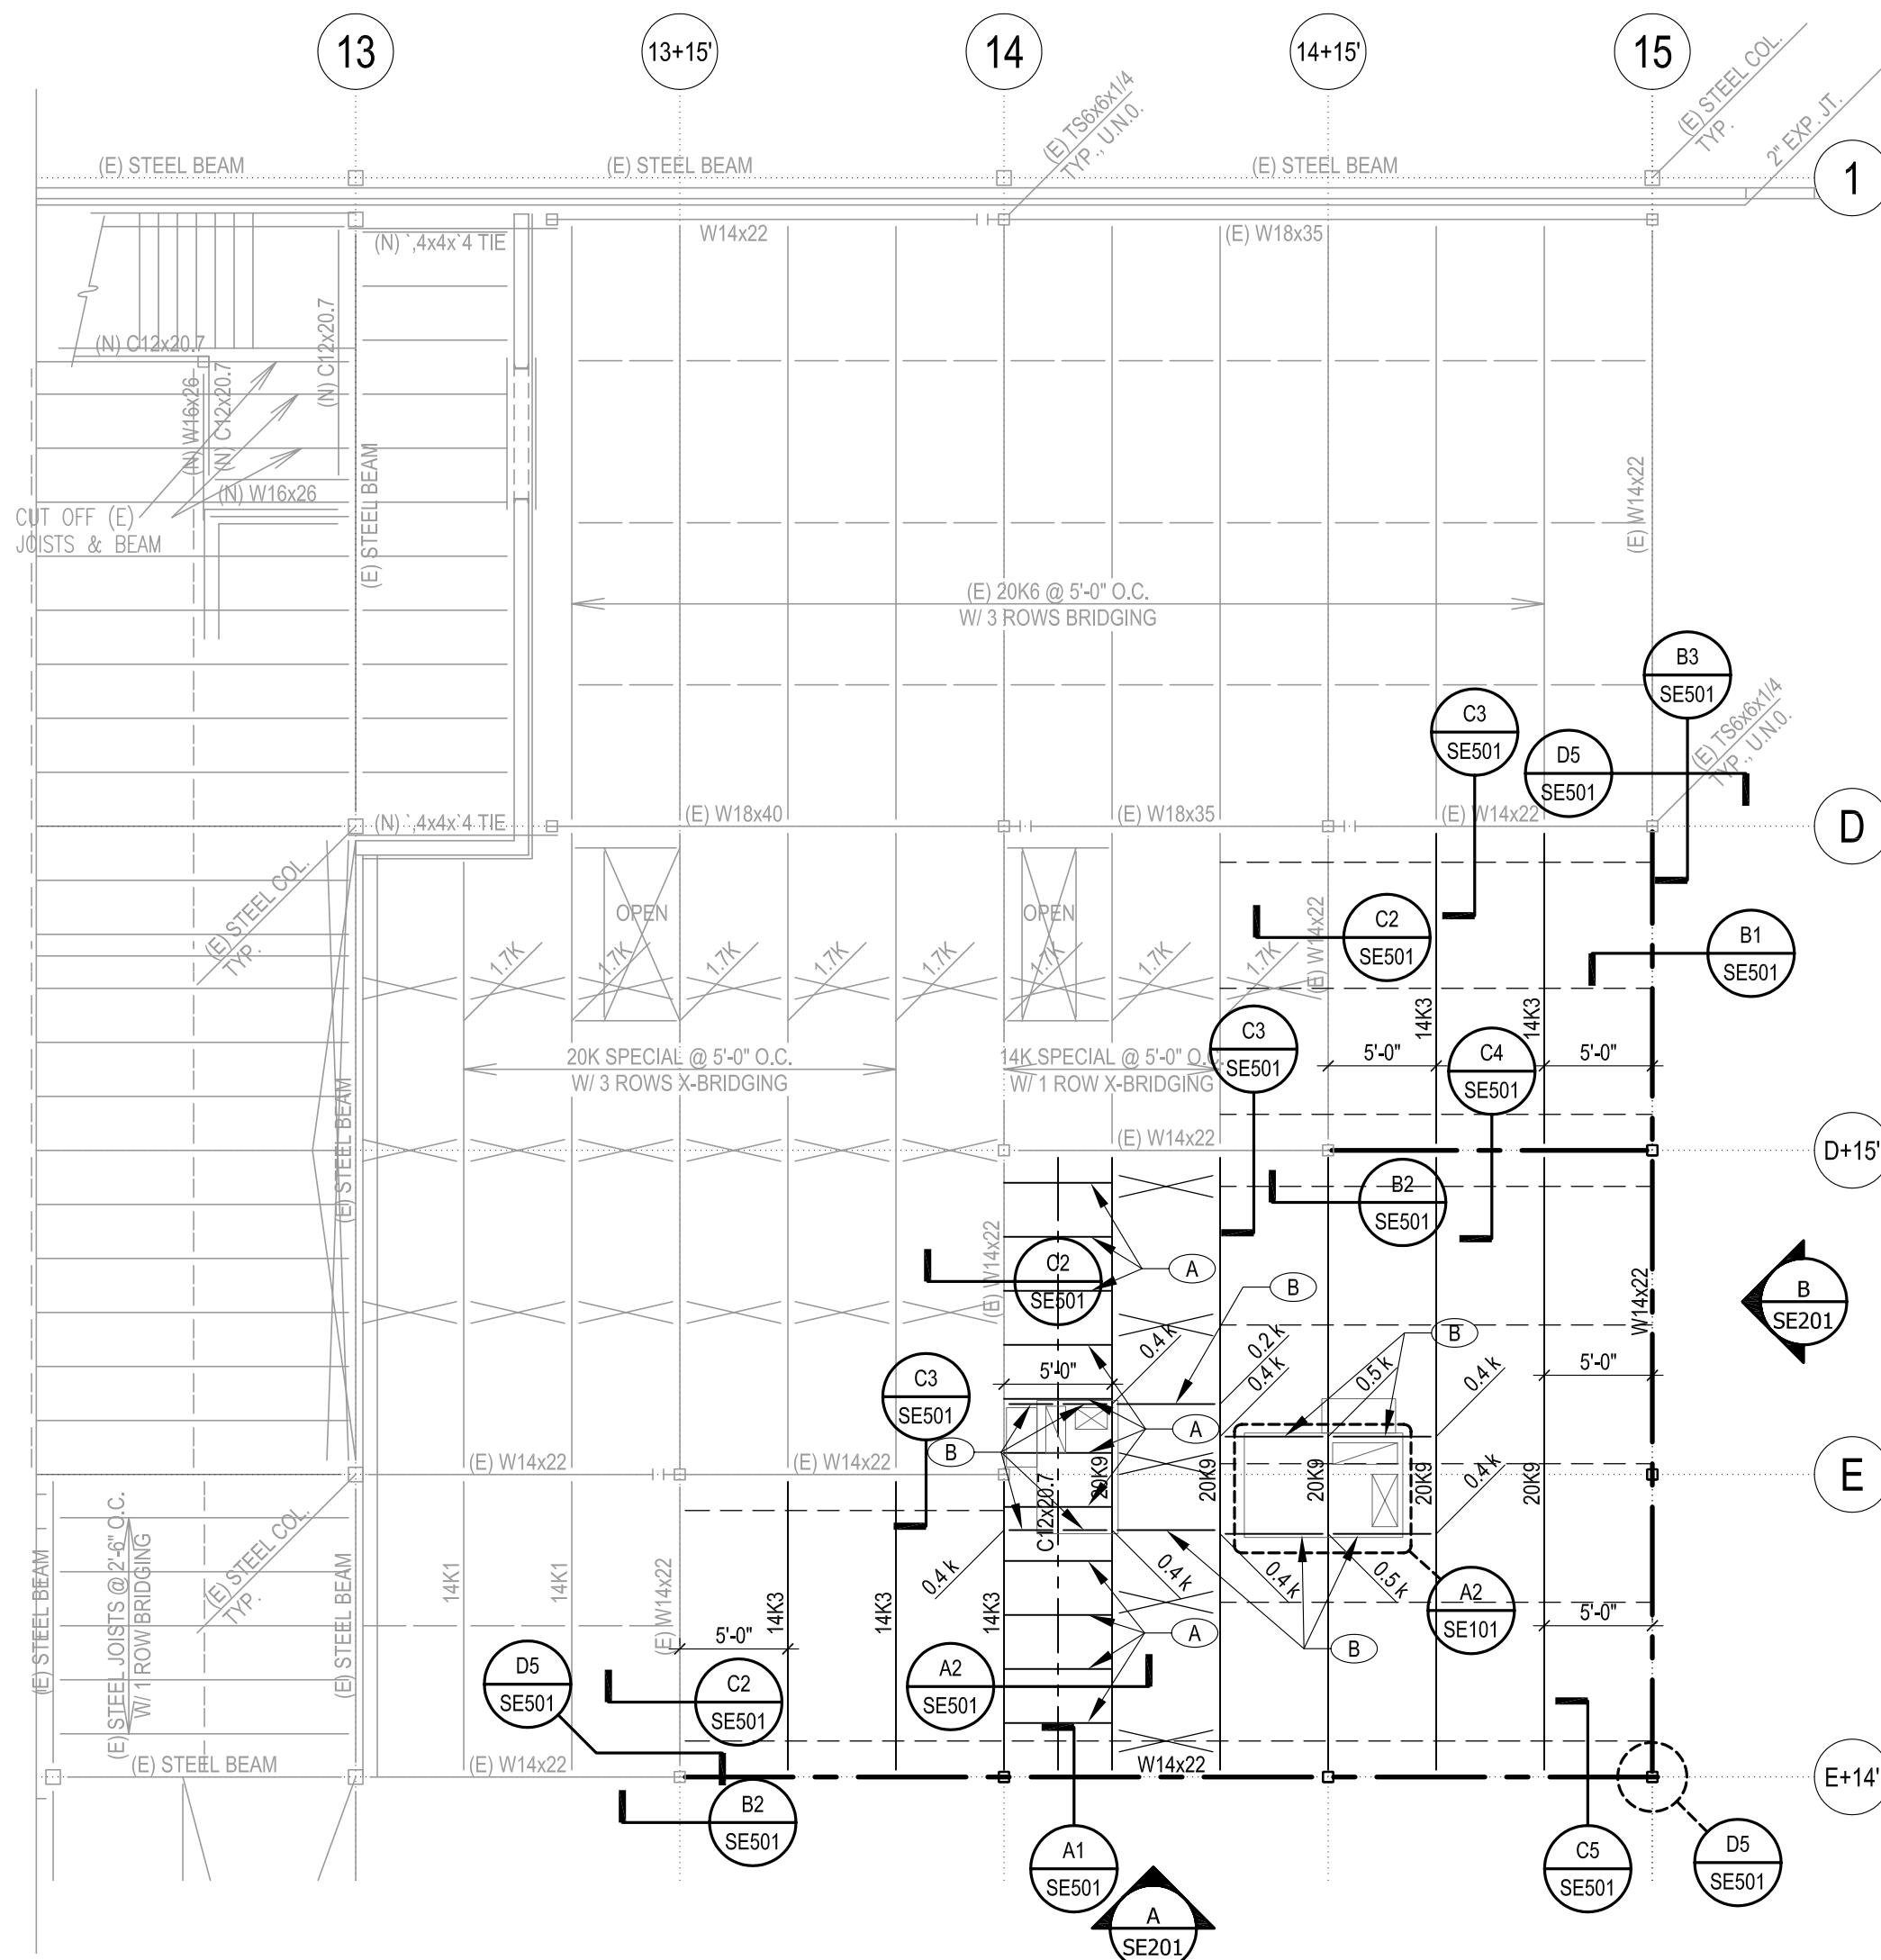 13
13+15'
14
14+15'
15
(E) STEEL COL.
TYP.
2" EXP. JT.
(E) TS6x6x1/4
TYP., U.N.O.
1
(E) STEEL BEAM
(E) STEEL BEAM
(E) STEEL BEAM
(N) `,4x4x`4 TIE
W14x22
(E) W18x35
(N) C12x20.7
(N) C12x20.7
(N) W16x26
(N) C12x20.7
(N) W16x26
CUT OFF (E)
JOISTS & BEAM
(E) STEEL BEAM
(E) W14x22
(E) 20K6 @ 5'-0" O.C.
W/ 3 ROWS BRIDGING
B3
SE501
C3
SE501
D5
SE501
(E) TS6x6x1/4
TYP., U.N.O.
(N) `,4x4x`4 TIE
(E) W18x40
(E) W18x35
(E) W14x22
D
(E) STEEL COL.
TYP.
OPEN
OPEN
1.7K
1.7K
1.7K
1.7K
1.7K
1.7K
1.7K
1.7K
(E) W14x22
C2
SE501
B1
SE501
14K3
14K3
C3
SE501
20K SPECIAL @ 5'-0" O.C.
W/ 3 ROWS X-BRIDGING
14K SPECIAL @ 5'-0" O.C.
W/ 1 ROW X-BRIDGING
5'-0"
C4
SE501
5'-0"
(E) STEEL BEAM
(E) W14x22
D+15'
B2
SE501
(E) W14x22
C2
SE501
A
B
W14x22
B
SE201
0.4 k
0.2 k
0.4 k
0.5 k
B
0.4 k
5'-0"
5'-0"
C3
SE501
B
A
(E) W14x22
(E) W14x22
C12x20.7
20K9
20K9
20K9
20K9
20K9
0.4 k
E
(E) STEEL BEAM
(E) STEEL JOISTS @ 2'-6" O.C.
W/ 1 ROW BRIDGING
(E) STEEL COL.
TYP.
(E) STEEL BEAM
14K1
14K1
(E) W14x22
14K3
14K3
14K3
0.4 k
0.4 k
0.4 k
0.5 k
A2
SE101
5'-0"
5'-0"
A
B
D5
SE501
C2
SE501
A2
SE501
(E) STEEL BEAM
(E) W14x22
W14x22
E+14'
B2
SE501
A1
SE501
C5
SE501
D5
SE501
A
SE201